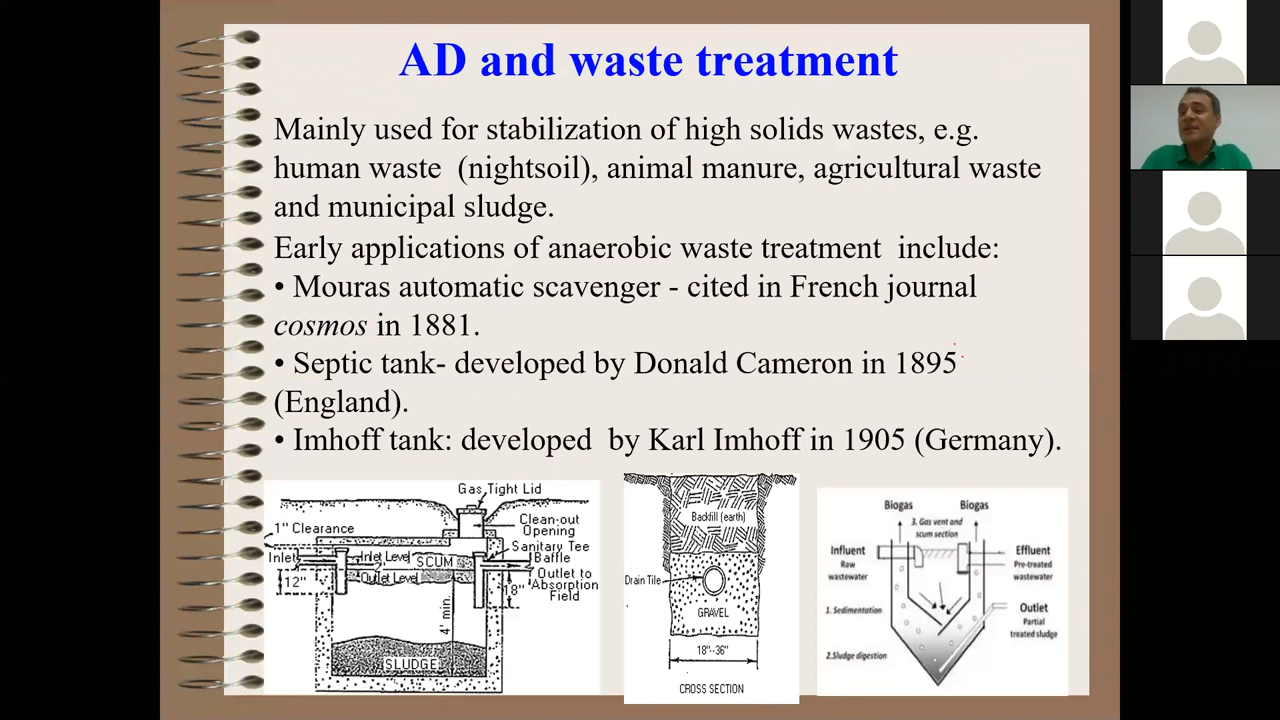 AD and waste treatment
Mainly used for stabilization of high solids wastes, e.g.
human waste (nightsoil), animal manure, agricultural waste
and municipal sludge.
Early applications of anaerobic waste treatment include:
• Mouras automatic scavenger - cited in French journal
cosmos in 1881.
• Septic tank- developed by Donald Cameron in 1895
(England).
• Imhoff tank: developed by Karl Imhoff in 1905 (Germany).
Gas Tight Lid
1" Clearance
Clean-out
Opening
Inlet
Inlet Level
SCUM
Sanitary Tee
Baffle
12"
Outlet Level
18"
Outlet to
Absorption
Field
4' min.
SLUDGE
Backfill (earth)
Drain Tile
GRAVEL
18"-36"
CROSS SECTION
Biogas
Biogas
3. Gas vent and
scum section
Influent
Raw
wastewater
Effluent
Pre-treated
wastewater
1. Sedimentation
Outlet
Partial
treated sludge
2.Sludge digestion